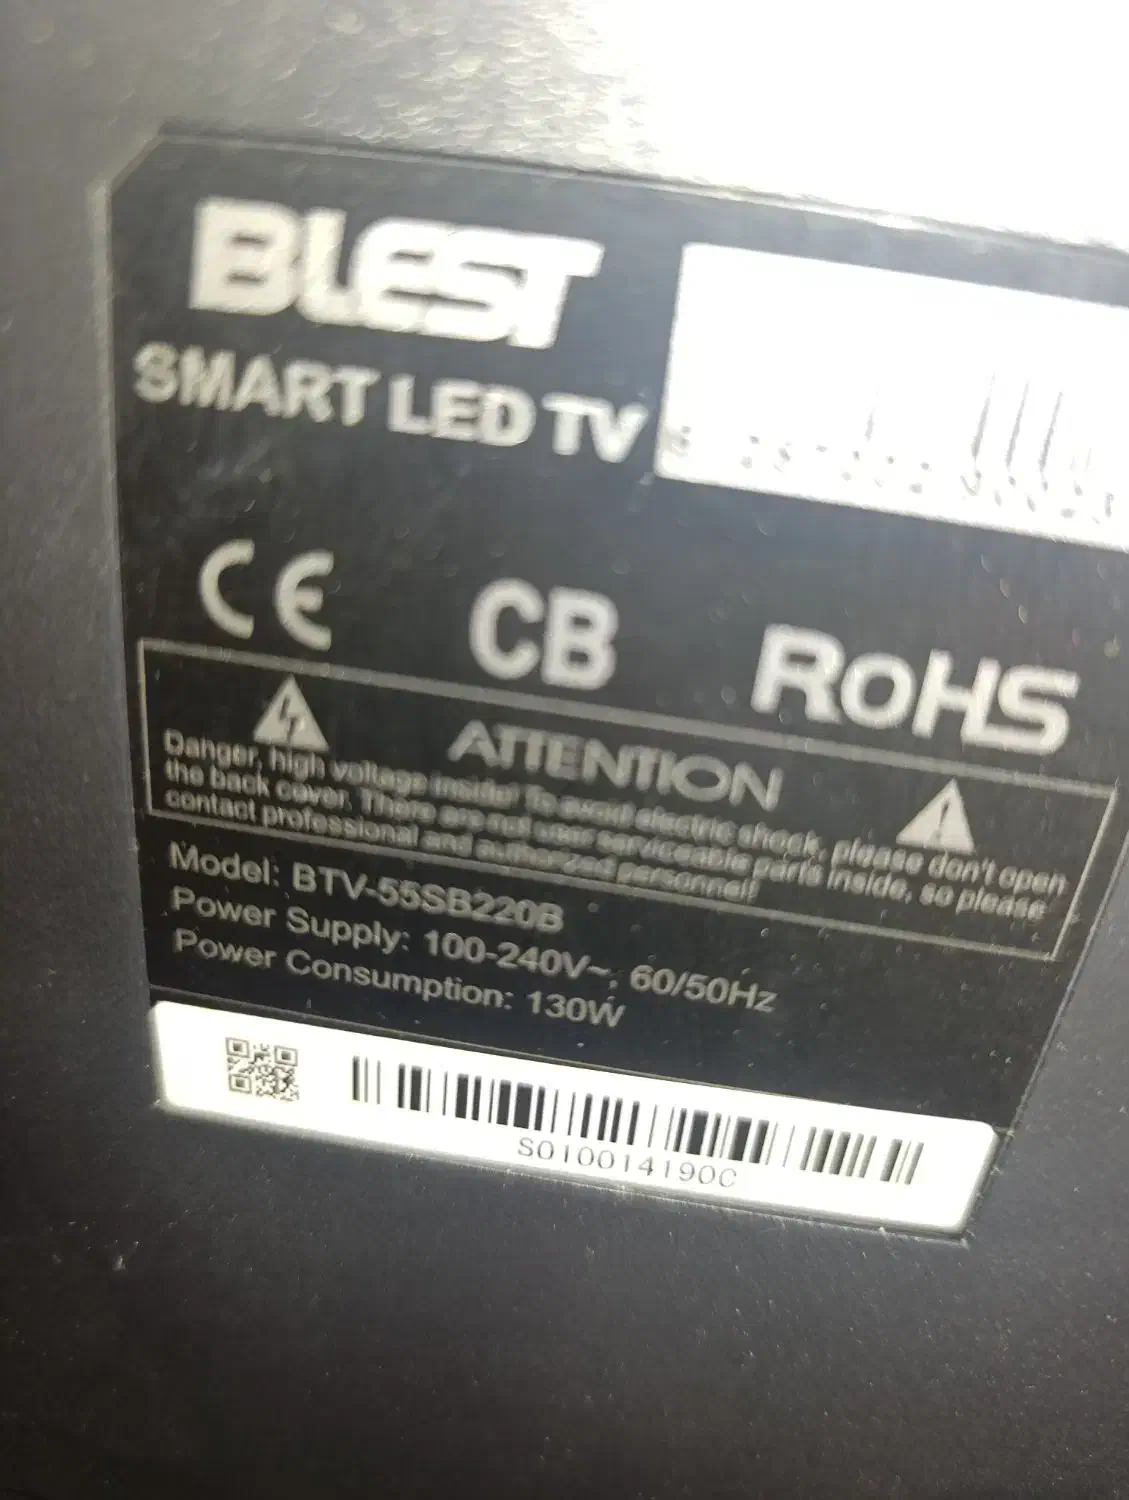 BLEST
SMART LED TV
CE
CB
RoHS
ATTENTION
Danger, high voltage inside! To avoid electric shock, please don't open
the back cover. There are not user serviceable parts inside, so please
contact professional and authorized personnel!
Model: BTV-55SB220B
Power Supply: 100-240V~, 60/50Hz
Power Consumption: 130W
S010014190C